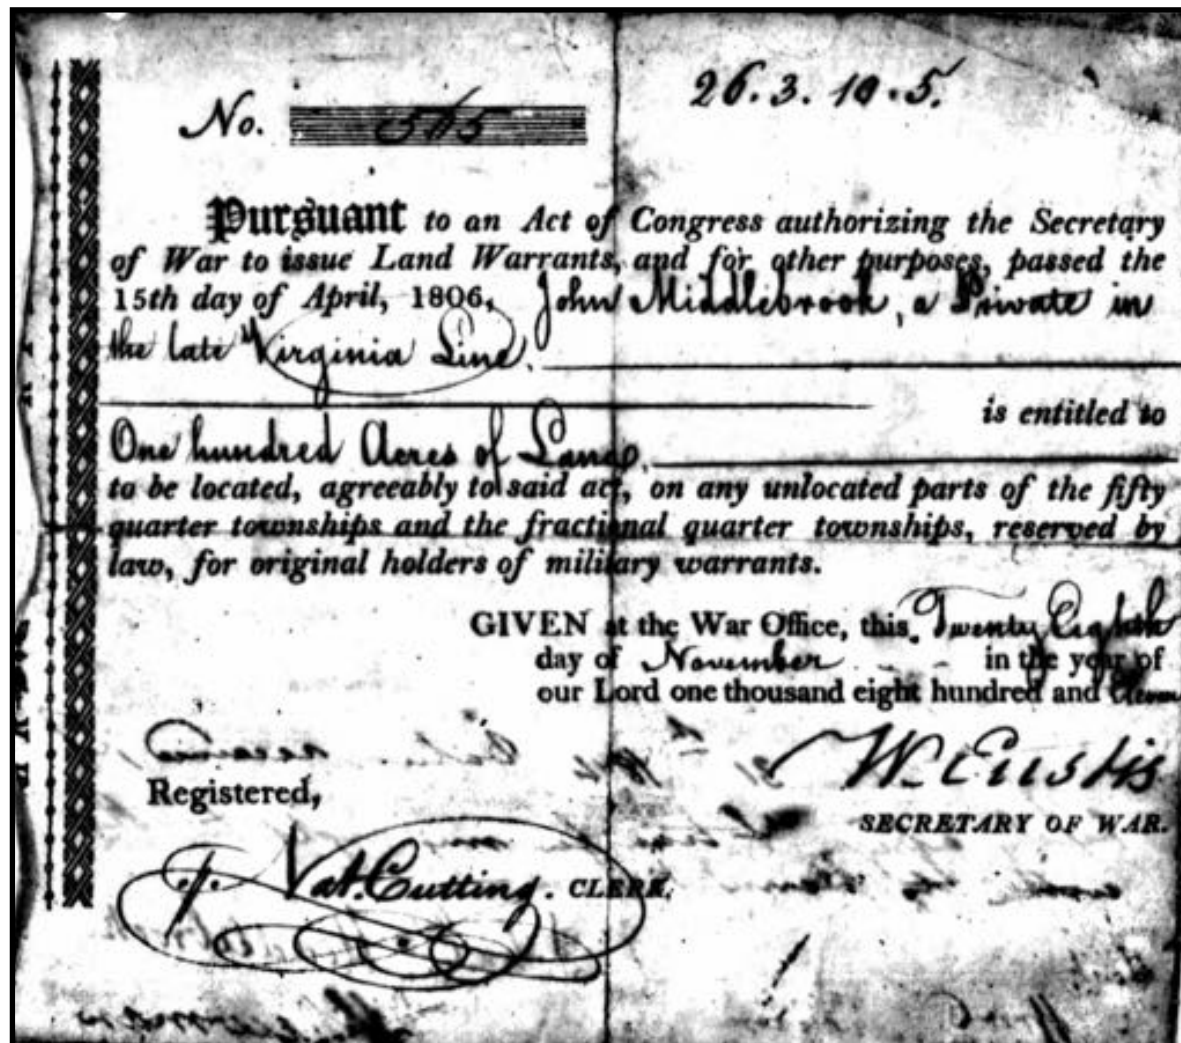 26. 3. 10. 5.
No. 565
Pursuant to an Act of Congress authorizing the Secretary
of War to issue Land Warrants, and for other purposes, passed the
15th day of April, 1806, John Middlebrook, a Private in
the late Virginia Line.
is entitled to
One hundred Acres of Land.
to be located, agreeably to said act, on any unlocated parts of the fifty
quarter townships and the fractional quarter townships, reserved by
law, for original holders of military warrants.
GIVEN at the War Office, this Twenty Eighth
day of November in the year of
our Lord one thousand eight hundred and Eleven
W. Eustis
Registered,
SECRETARY OF WAR.
Nat. Cutting. CLERK.